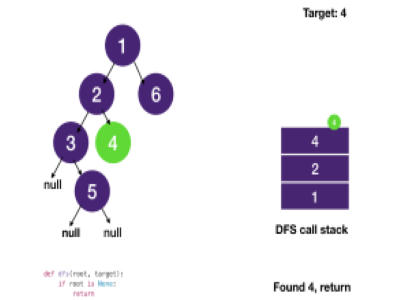 Target: 4
1
2
6
3
4
null
5
null
null
4
4
2
1
DFS call stack
def dfs(root, target):
if root is None:
return
Found 4, return